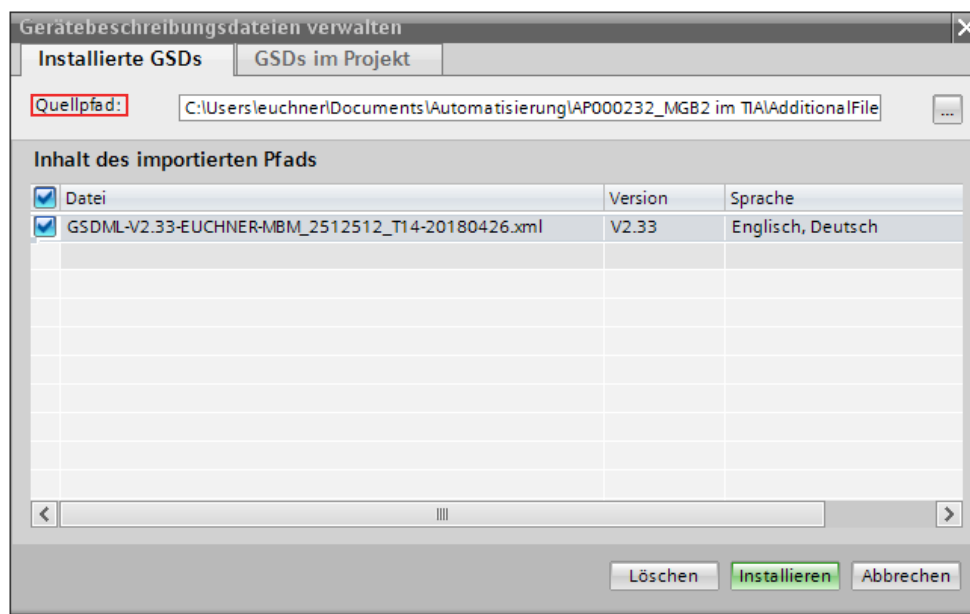 Gerätebeschreibungsdateien verwalten
Installierte GSDs GSDs im Projekt
Quellpfad: C:\Users\euchner\Documents\Automatisierung\AP000232_MGB2 im TIA\AdditionalFile ...
Inhalt des importierten Pfads
Datei Version Sprache
GSDML-V2.33-EUCHNER-MBM_2512512_T14-20180426.xml V2.33 Englisch, Deutsch
Löschen Installieren Abbrechen